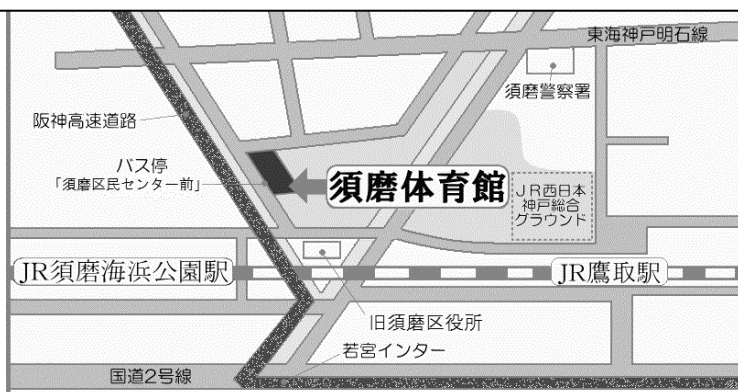 東海神戸明石線
須磨警察署
阪神高速道路
バス停
「須磨区民センター前」
須磨体育館
JR西日本
神戸総合
グラウンド
JR須磨海浜公園駅
JR鷹取駅
旧須磨区役所
若宮インター
国道2号線